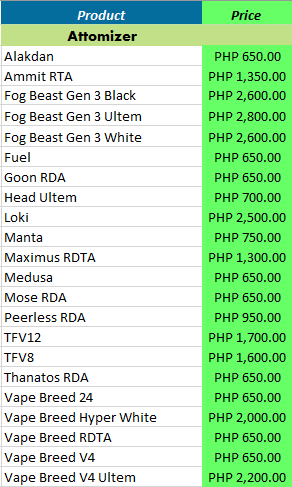 Product Price
Attomizer
Alakdan PHP 650.00
Ammit RTA PHP 1,350.00
Fog Beast Gen 3 Black PHP 2,600.00
Fog Beast Gen 3 Ultem PHP 2,800.00
Fog Beast Gen 3 White PHP 2,600.00
Fuel PHP 650.00
Goon RDA PHP 650.00
Head Ultem PHP 700.00
Loki PHP 2,500.00
Manta PHP 750.00
Maximus RDTA PHP 1,300.00
Medusa PHP 650.00
Mose RDA PHP 650.00
Peerless RDA PHP 950.00
TFV12 PHP 1,700.00
TFV8 PHP 1,600.00
Thanatos RDA PHP 650.00
Vape Breed 24 PHP 650.00
Vape Breed Hyper White PHP 2,000.00
Vape Breed RDTA PHP 650.00
Vape Breed V4 PHP 650.00
Vape Breed V4 Ultem PHP 2,200.00